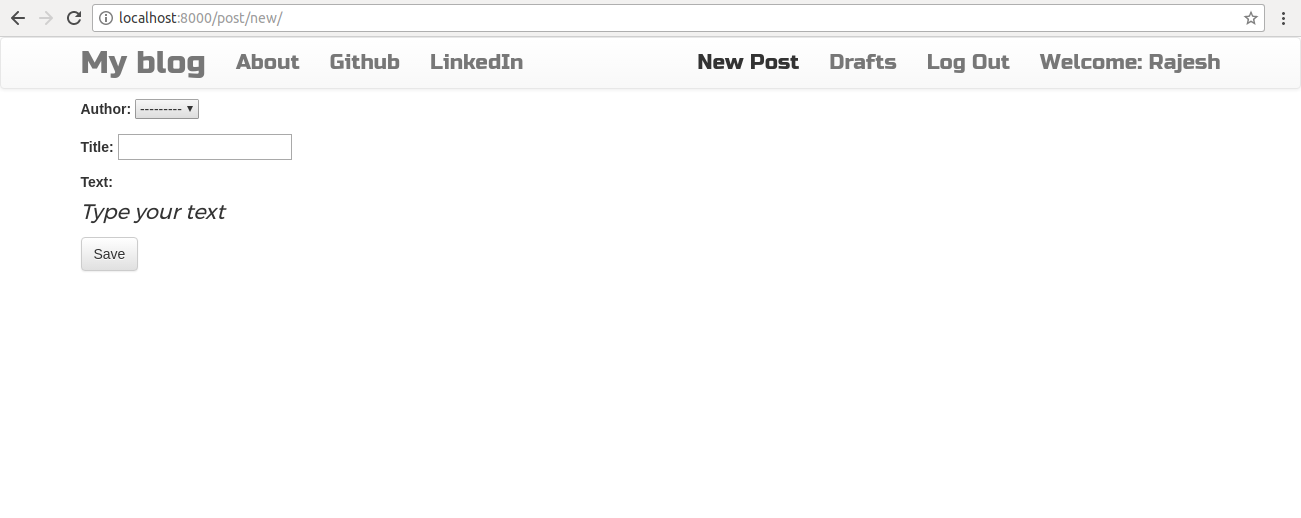 localhost:8000/post/new/
My blog About Github LinkedIn New Post Drafts Log Out Welcome: Rajesh
Author: ---------
Title:
Text:
Type your text
Save